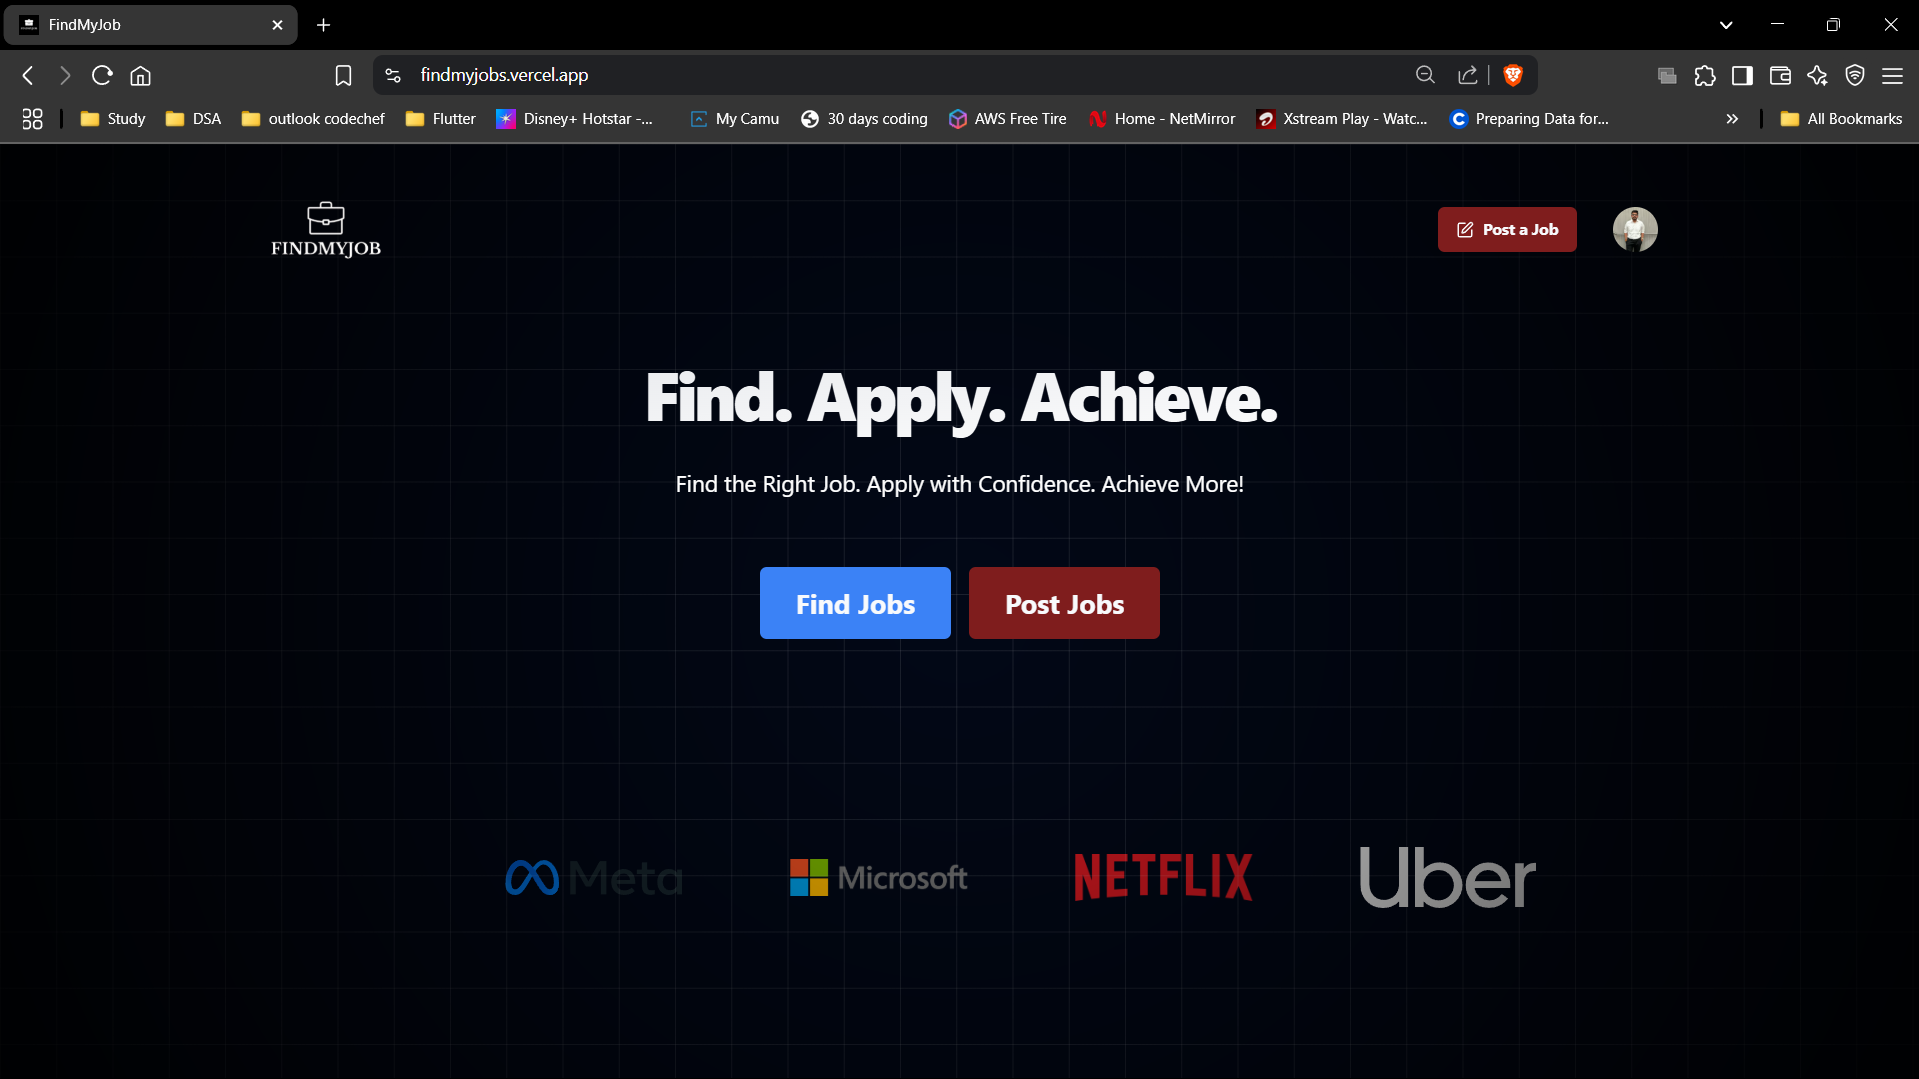 FindMyJob
findmyjobs.vercel.app
Study DSA outlook codechef Flutter Disney+ Hotstar -... My Camu 30 days coding AWS Free Tire Home - NetMirror Xstream Play - Watc... Preparing Data for... » All Bookmarks
FINDMYJOB
Post a Job
Find. Apply. Achieve.
Find the Right Job. Apply with Confidence. Achieve More!
Find Jobs Post Jobs
Meta Microsoft NETFLIX Uber